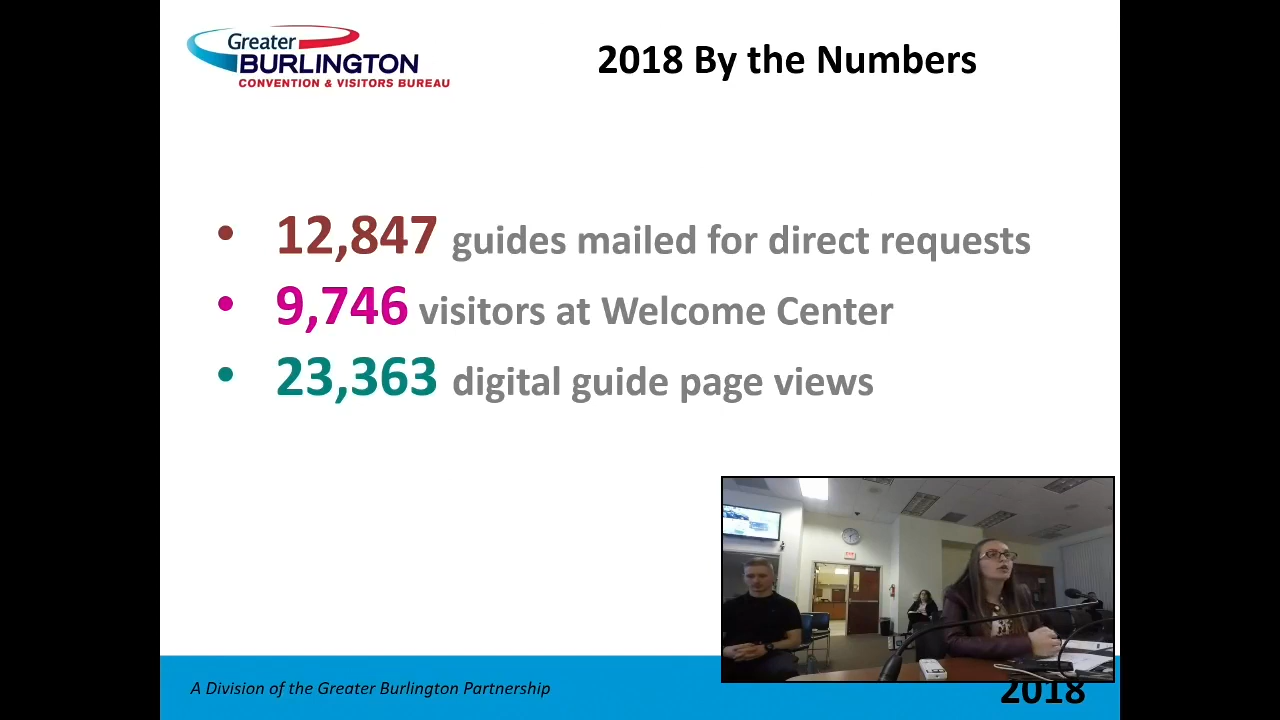 Greater
BURLINGTON
CONVENTION & VISITORS BUREAU
2018 By the Numbers
• 12,847 guides mailed for direct requests
• 9,746 visitors at Welcome Center
• 23,363 digital guide page views
A Division of the Greater Burlington Partnership
2018